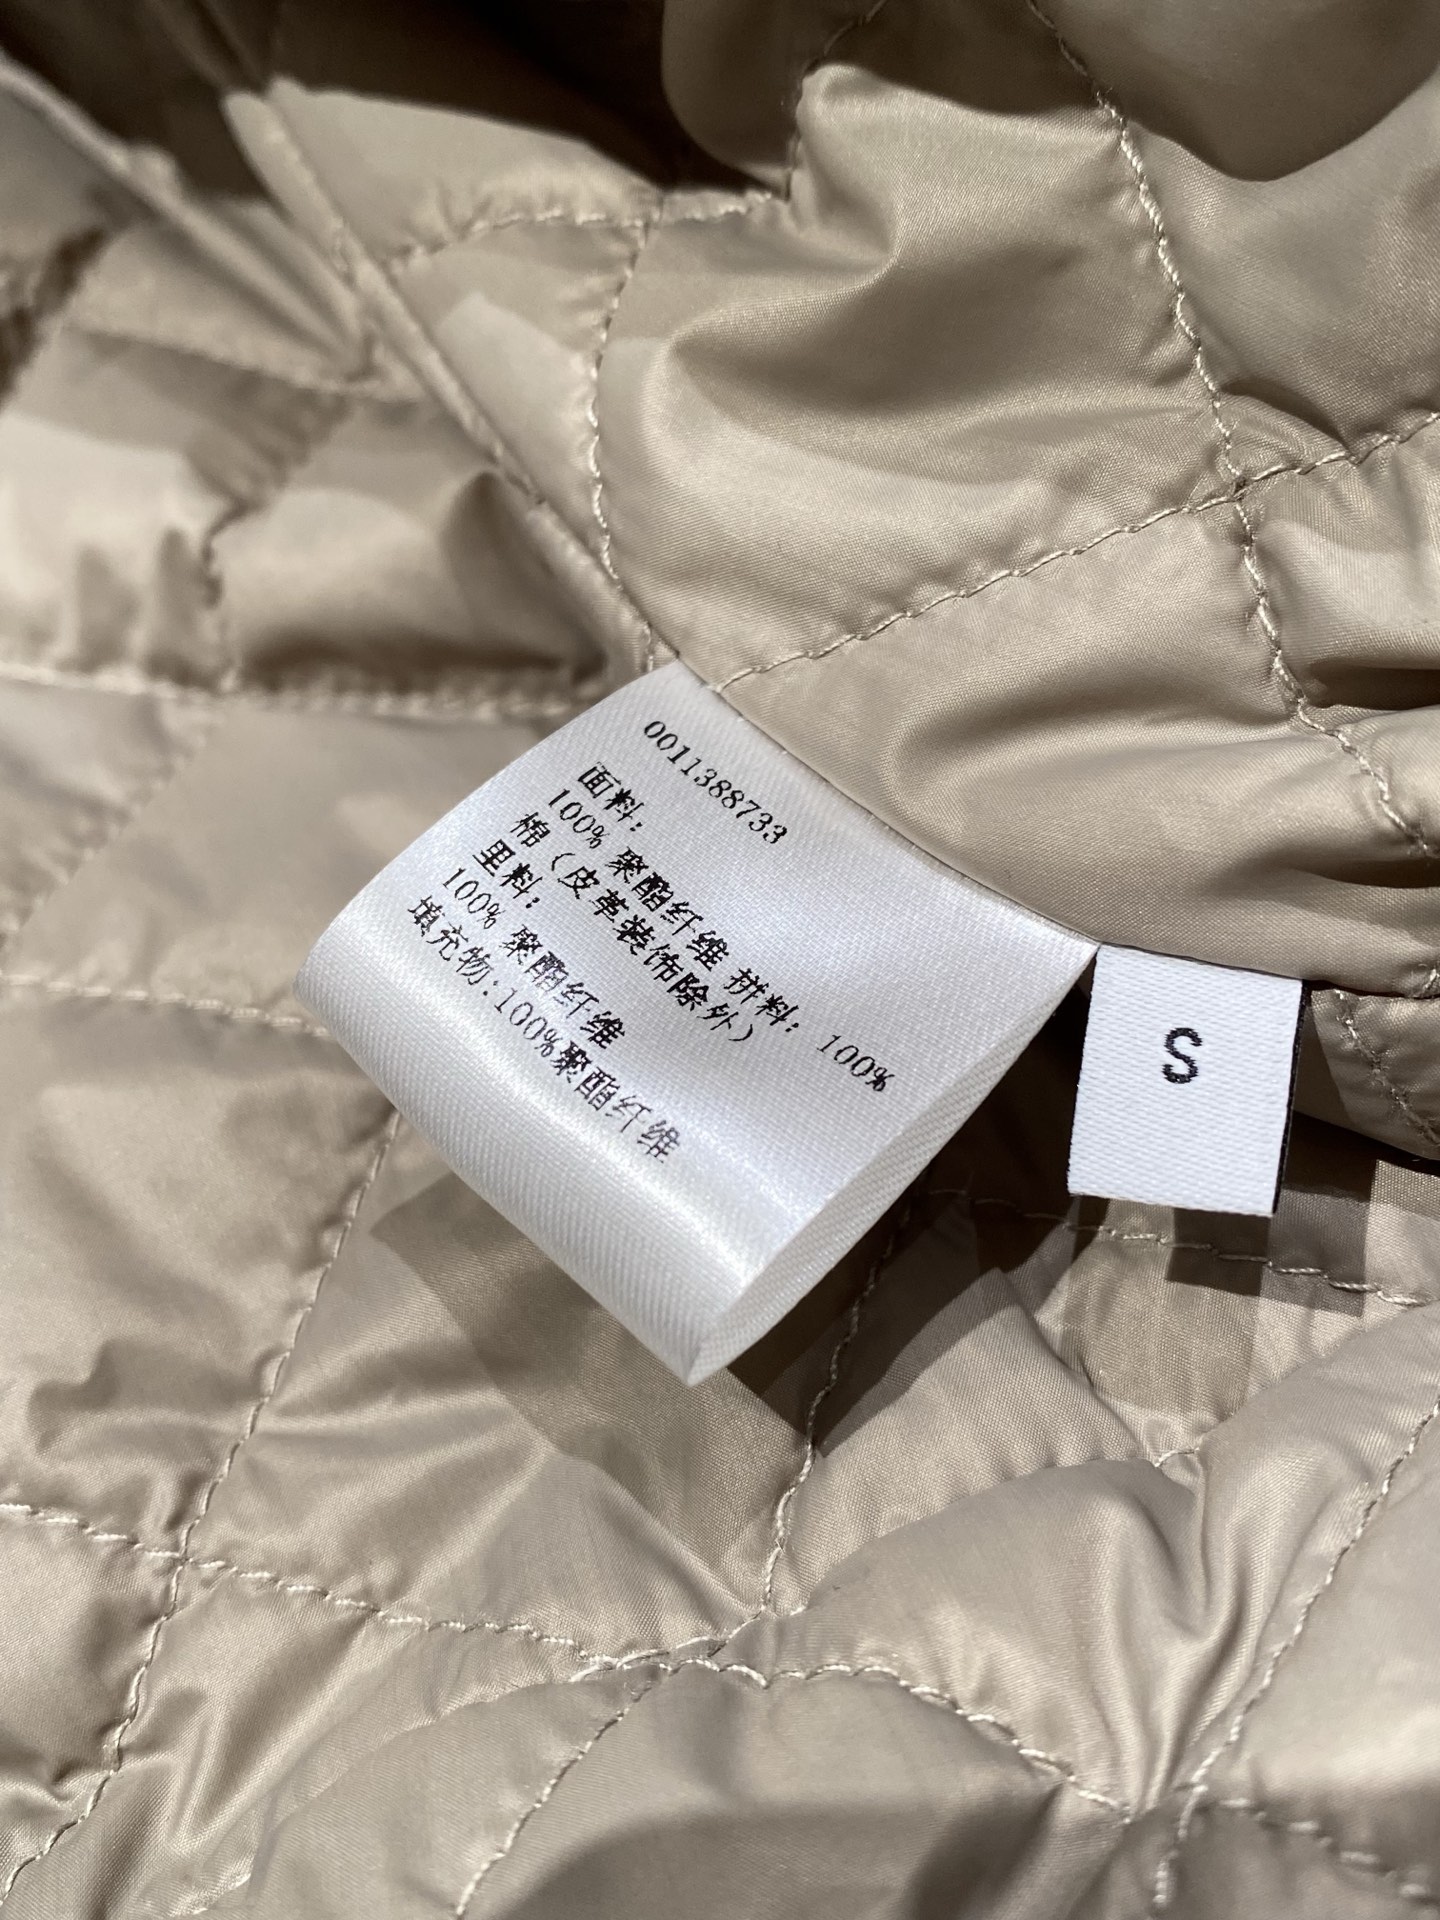 0011388733
面料：
100% 聚酯纤维 拼料： 100%
棉（皮革装饰除外）
里料：
100% 聚酯纤维
填充物:100%聚酯纤维
S